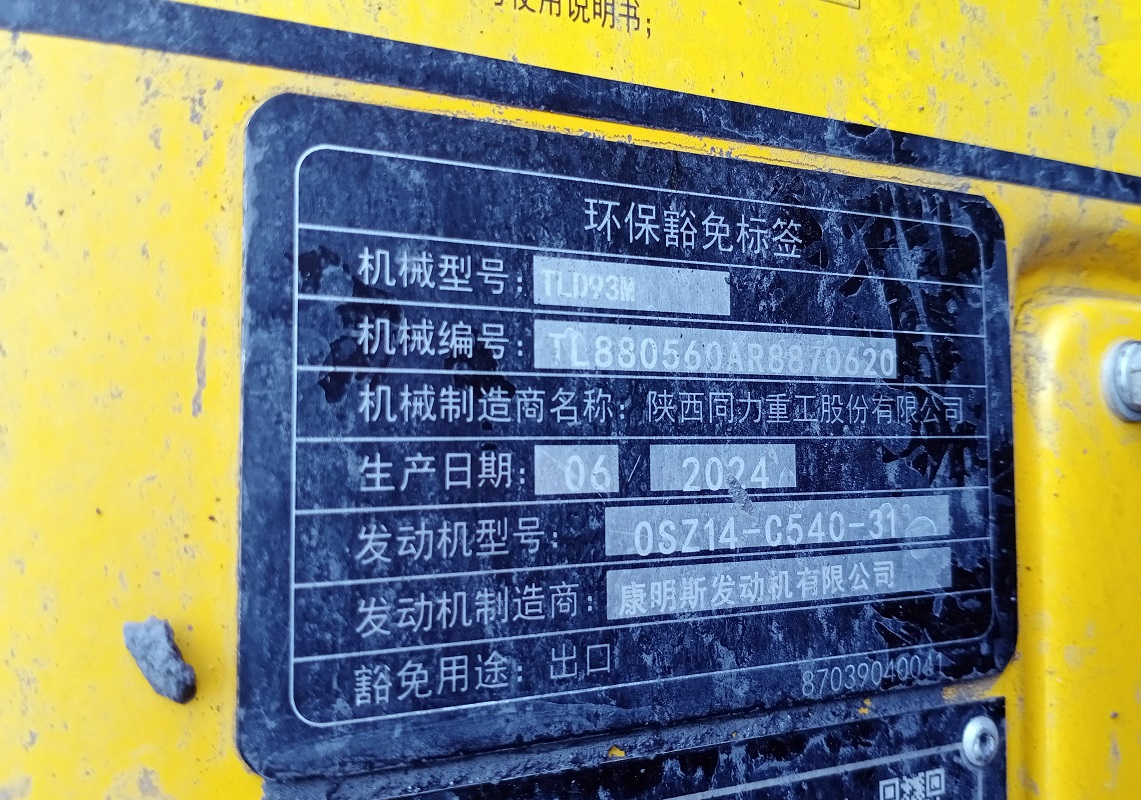 使用说明书;
环保豁免标签
机械型号: TLD93M
机械编号: TL880560AR8870620
机械制造商名称: 陕西同力重工股份有限公司
生产日期: 06 / 2024
发动机型号: QSZ14-C540-31
发动机制造商: 康明斯发动机有限公司
豁免用途: 出口
87039040041